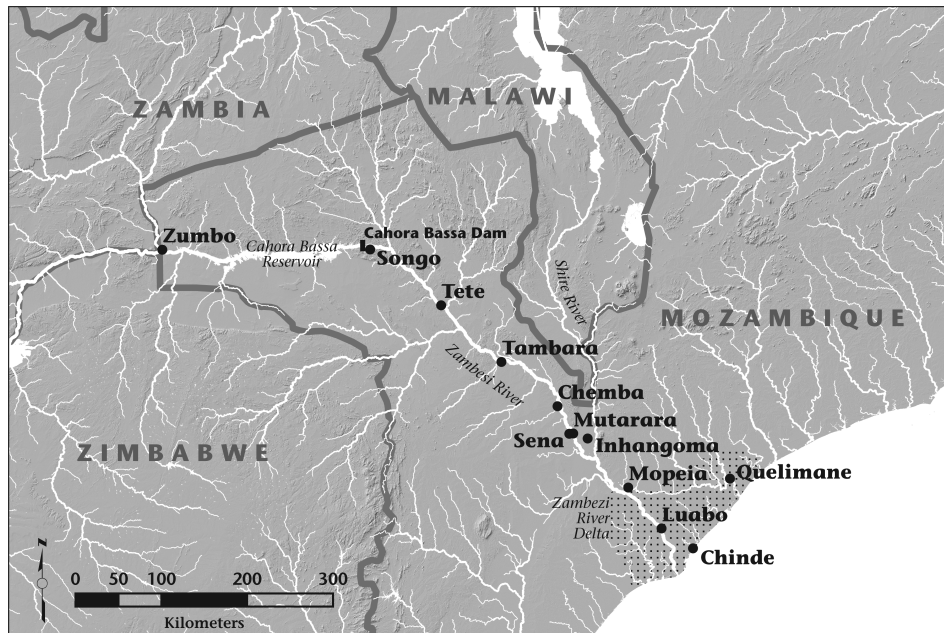 ZAMBIA
MALAWI
Zumbo
Cahora Bassa
Reservoir
Cahora Bassa Dam
Songo
Tete
Shire River
MOZAMBIQUE
Tambara
Zambesi River
Chemba
Mutarara
Sena
Inhangoma
ZIMBABWE
Mopeia
Quelimane
Zambezi
River
Delta
Luabo
Chinde
N
0 50 100 200 300
Kilometers